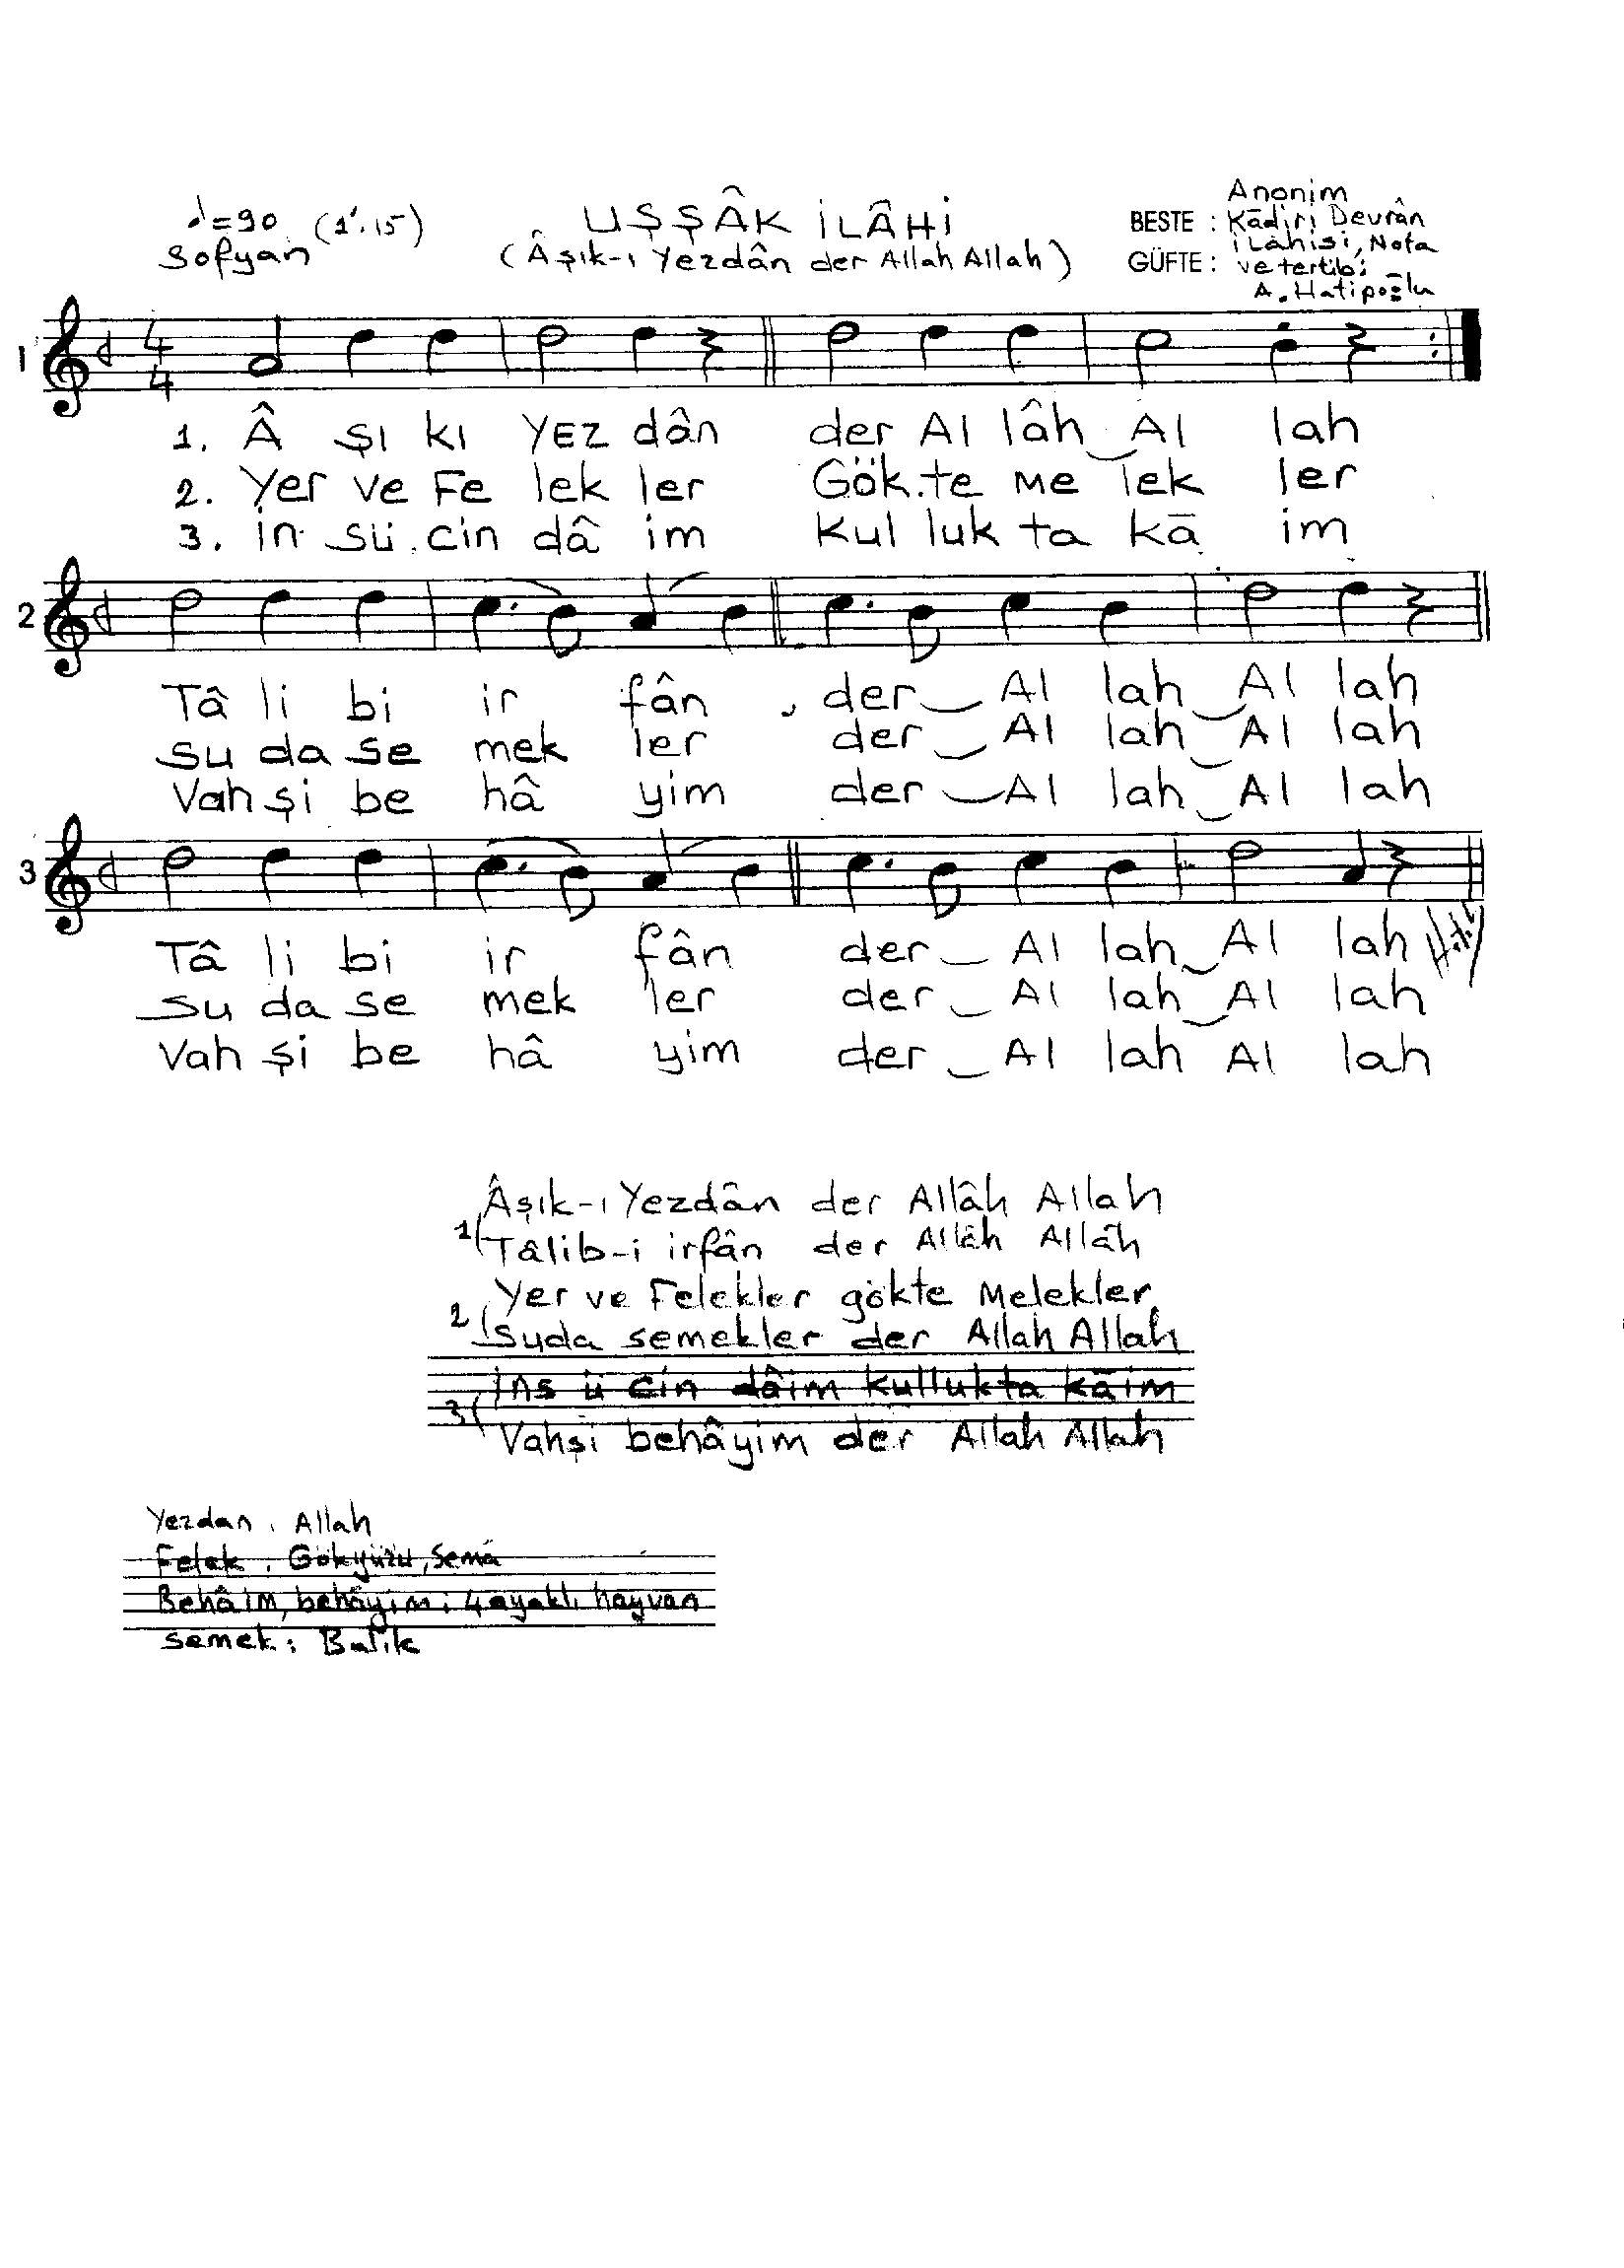 ♩=90 (1'.15)
Sofyan
UŞŞÂK İLÂHİ
(Âşık-ı Yezdân der Allah Allah)
Anonim
BESTE : Kādirî Devrân
İlâhisi, Nota
GÜFTE : ve tertib:
A. Hatipoğlu
1
4
4
1. Â şı kı YEZ dân der Al lâh Al lah
2. Yer ve Fe lek ler Gök.te Me lek ler
3. İn sü cin dâ im kul luk ta kā im
2
Tâ li bi ir fân der Al lah Al lah
su da se mek ler der Al lah Al lah
Vah şi be hâ yim der Al lah Al lah
3
Tâ li bi ir fân der Al lah Al lah
su da se mek ler der Al lah Al lah
Vah şi be hâ yim der Al lah Al lah
Âşık-ı Yezdân der Allâh Allah
1( Tâlib-i irfân der Allâh Allāh
Yer ve Felekler gökte Melekler
2( Suda semekler der Allah Allah
İns ü cin dâim kullukta kāim
3( Vahşi behâyim der Allah Allah
Yezdan : Allah
Felek : Gökyüzü, semâ
Behâim, behâyim : 4 ayaklı hayvan
semek : Balık